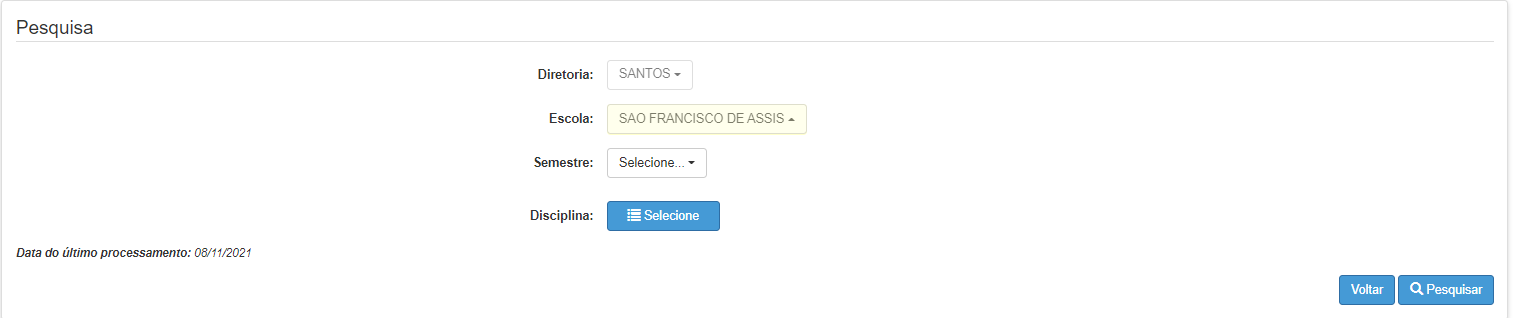 Pesquisa
Diretoria: SANTOS
Escola: SAO FRANCISCO DE ASSIS
Semestre: Selecione...
Disciplina: Selecione
Data do último processamento: 08/11/2021
Voltar Pesquisar